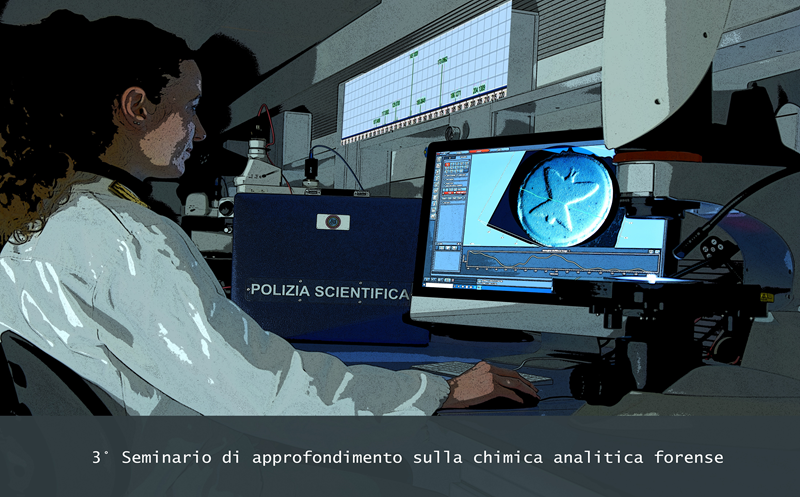 POLIZIA SCIENTIFICA
3° Seminario di approfondimento sulla chimica analitica forense